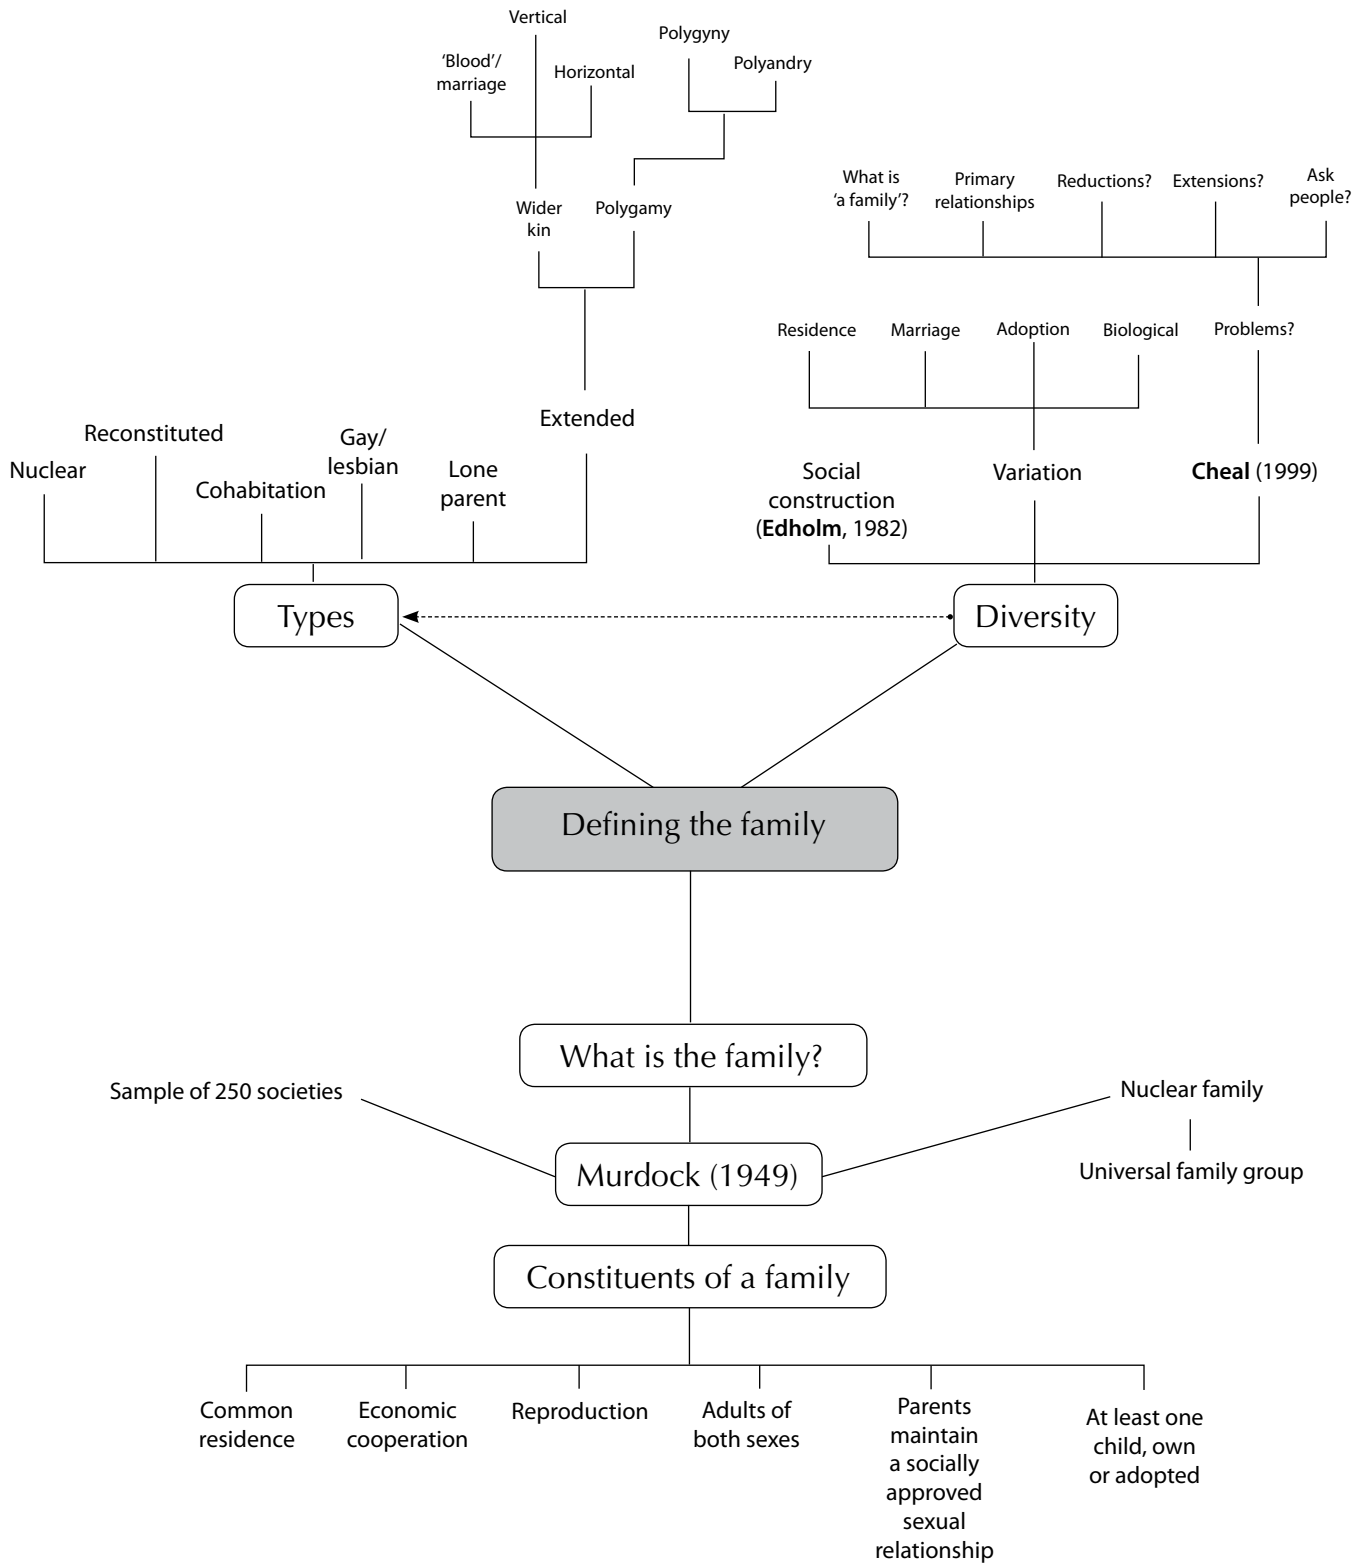 Vertical
Polygyny
‘Blood’/
marriage
Horizontal
Polyandry
Wider
kin
Polygamy
What is
‘a family’?
Primary
relationships
Reductions?
Extensions?
Ask
people?
Residence
Marriage
Adoption
Biological
Problems?
Extended
Nuclear
Reconstituted
Cohabitation
Gay/
lesbian
Lone
parent
Social
construction
(Edholm, 1982)
Variation
Cheal (1999)
Types
Diversity
Defining the family
What is the family?
Sample of 250 societies
Nuclear family
Universal family group
Murdock (1949)
Constituents of a family
Common
residence
Economic
cooperation
Reproduction
Adults of
both sexes
Parents
maintain
a socially
approved
sexual
relationship
At least one
child, own
or adopted